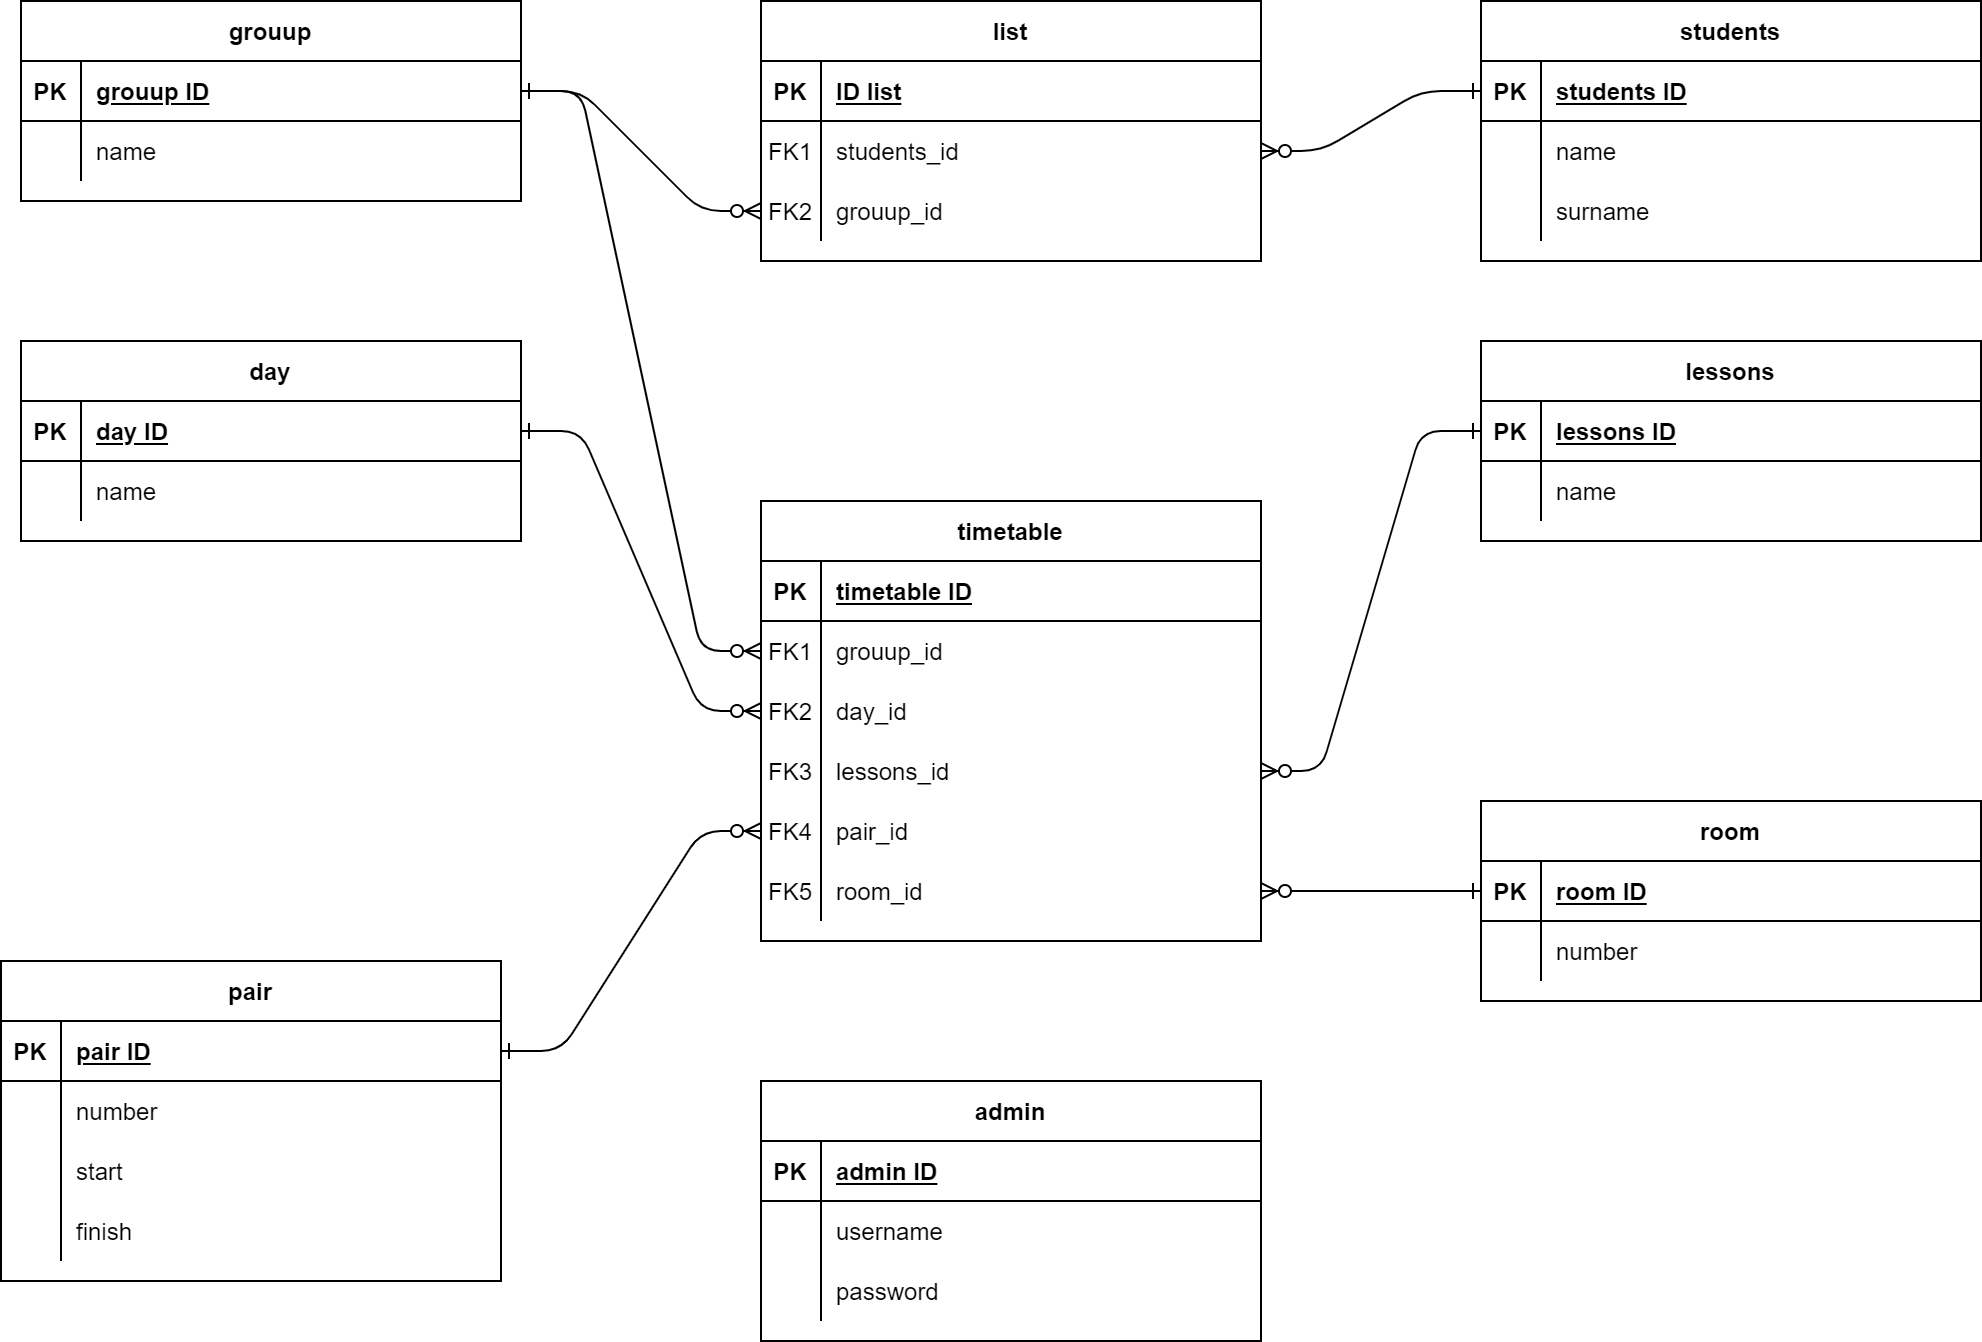 grouup
PK grouup ID
name
list
PK ID list
FK1 students_id
FK2 grouup_id
students
PK students ID
name
surname
day
PK day ID
name
lessons
PK lessons ID
name
timetable
PK timetable ID
FK1 grouup_id
FK2 day_id
FK3 lessons_id
FK4 pair_id
FK5 room_id
room
PK room ID
number
pair
PK pair ID
number
start
finish
admin
PK admin ID
username
password